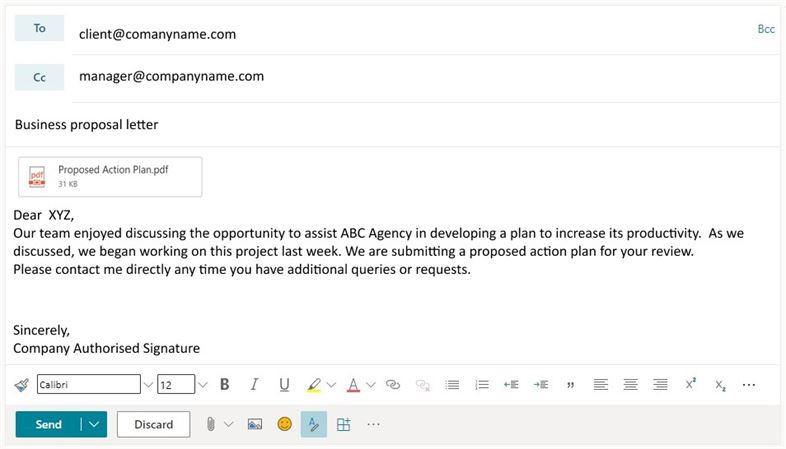 To
client@comanyname.com
Bcc
Cc
manager@companyname.com
Business proposal letter
pdf
Proposed Action Plan.pdf
31 KB
Dear  XYZ,
Our team enjoyed discussing the opportunity to assist ABC Agency in developing a plan to increase its productivity.  As we
discussed, we began working on this project last week. We are submitting a proposed action plan for your review.
Please contact me directly any time you have additional queries or requests.
Sincerely,
Company Authorised Signature
Calibri 12 B I U A x² x₂ ...
Send Discard ...